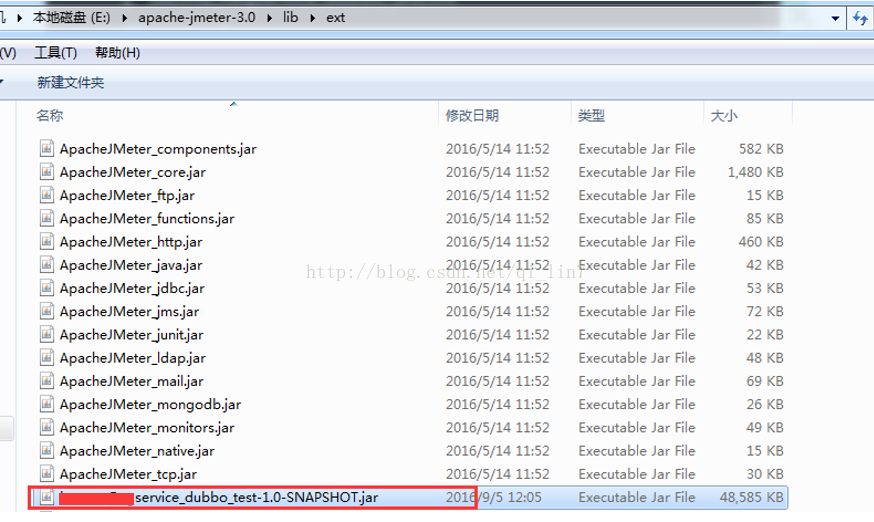 本地磁盘 (E:) ▸ apache-jmeter-3.0 ▸ lib ▸ ext
(V) 工具(T) 帮助(H)
新建文件夹
名称 修改日期 类型 大小
ApacheJMeter_components.jar 2016/5/14 11:52 Executable Jar File 582 KB
ApacheJMeter_core.jar 2016/5/14 11:52 Executable Jar File 1,480 KB
ApacheJMeter_ftp.jar 2016/5/14 11:52 Executable Jar File 15 KB
ApacheJMeter_functions.jar 2016/5/14 11:52 Executable Jar File 85 KB
ApacheJMeter_http.jar 2016/5/14 11:52 Executable Jar File 460 KB
ApacheJMeter_java.jar 2016/5/14 11:52 Executable Jar File 42 KB
http://blog.csdn.net/qi_lin7
ApacheJMeter_jdbc.jar 2016/5/14 11:52 Executable Jar File 53 KB
ApacheJMeter_jms.jar 2016/5/14 11:52 Executable Jar File 72 KB
ApacheJMeter_junit.jar 2016/5/14 11:52 Executable Jar File 22 KB
ApacheJMeter_ldap.jar 2016/5/14 11:52 Executable Jar File 48 KB
ApacheJMeter_mail.jar 2016/5/14 11:52 Executable Jar File 69 KB
ApacheJMeter_mongodb.jar 2016/5/14 11:52 Executable Jar File 26 KB
ApacheJMeter_monitors.jar 2016/5/14 11:52 Executable Jar File 49 KB
ApacheJMeter_native.jar 2016/5/14 11:52 Executable Jar File 15 KB
ApacheJMeter_tcp.jar 2016/5/14 11:52 Executable Jar File 30 KB
service_dubbo_test-1.0-SNAPSHOT.jar 2016/9/5 12:05 Executable Jar File 48,585 KB